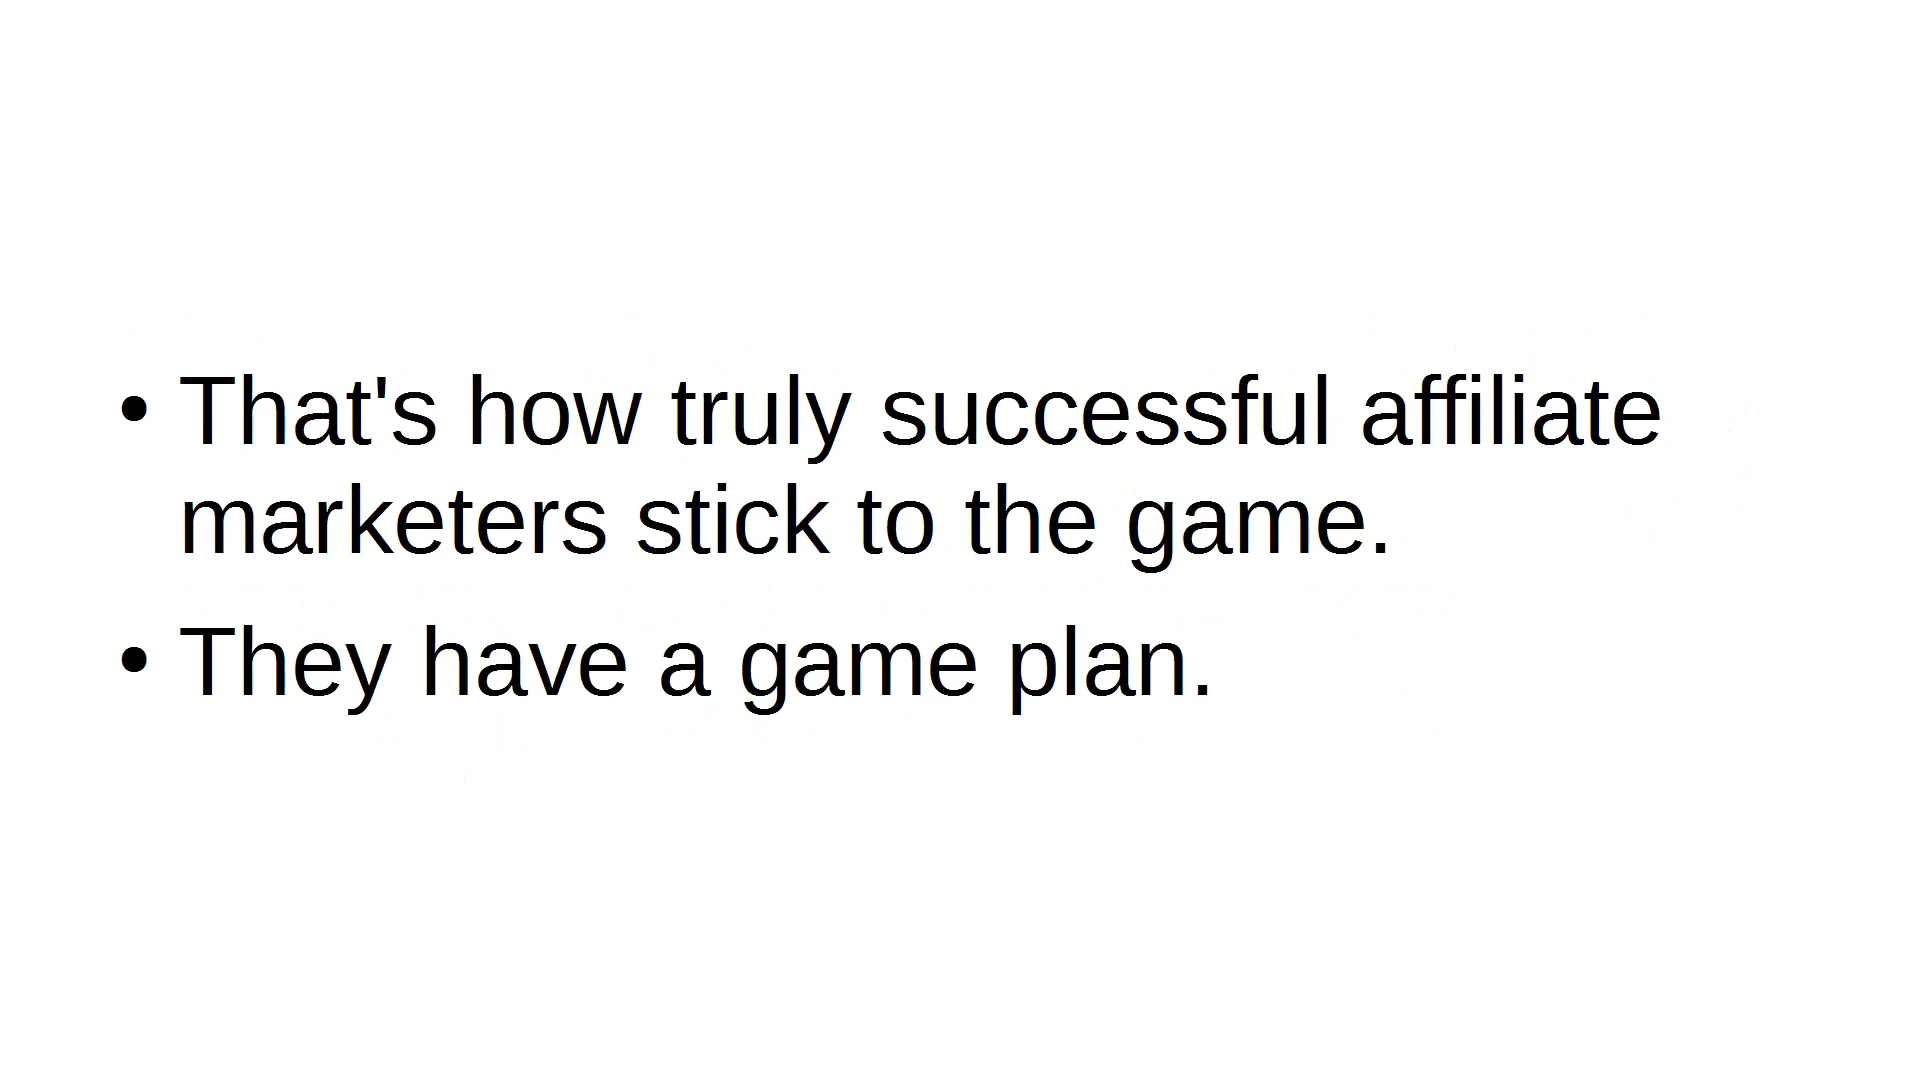 • That's how truly successful affiliate
marketers stick to the game.
• They have a game plan.